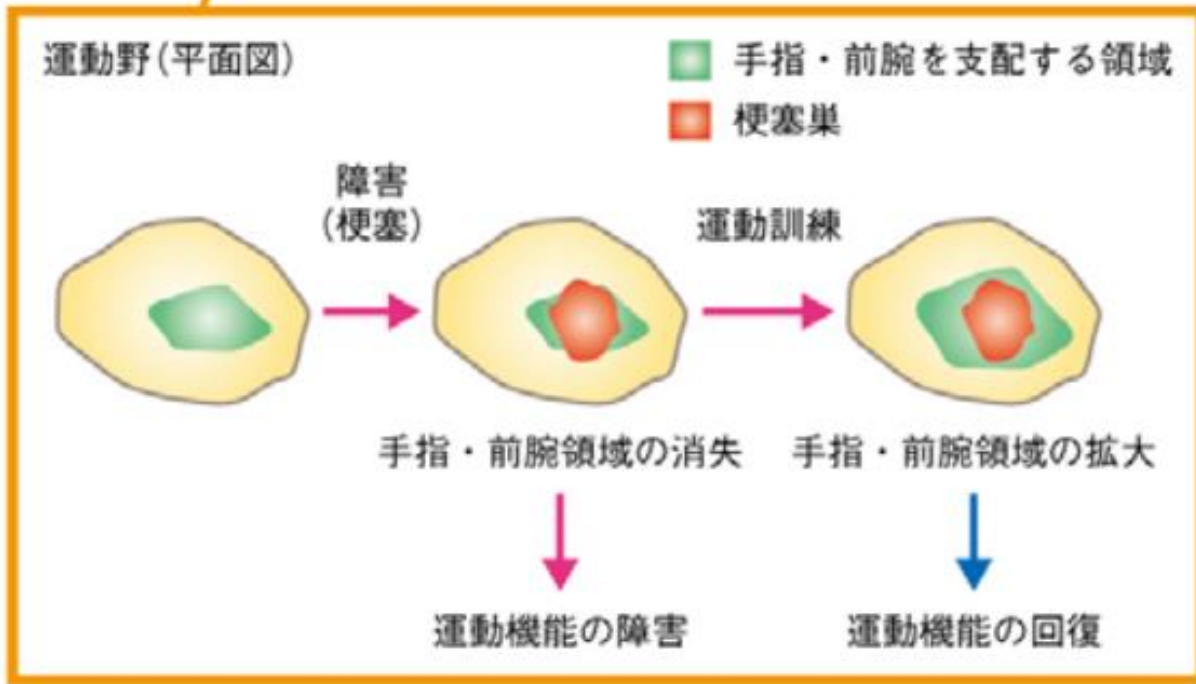 運動野(平面図)
手指・前腕を支配する領域
梗塞巣
障害
(梗塞)
運動訓練
手指・前腕領域の消失
手指・前腕領域の拡大
運動機能の障害
運動機能の回復